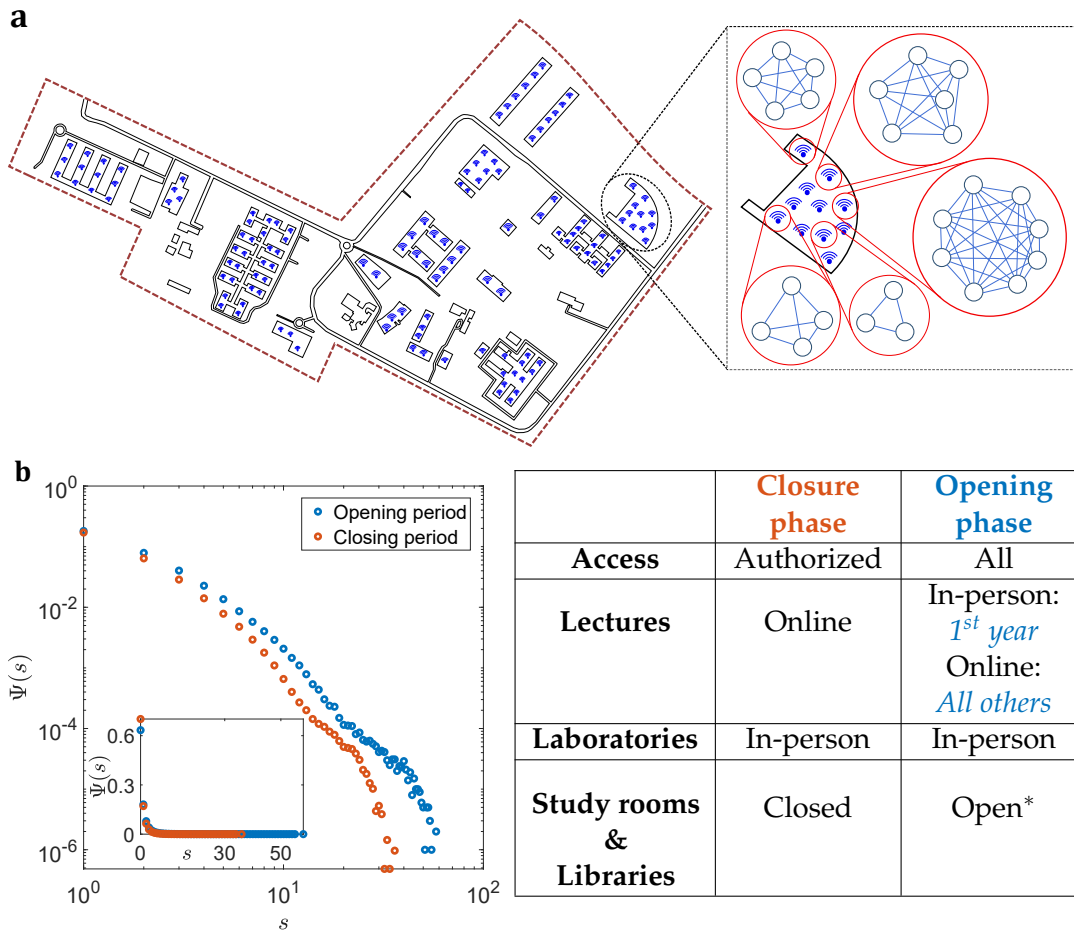 a
b
10^0
10^-2
10^-4
10^-6
10^0
10^1
10^2
Ψ(s)
s
Opening period
Closing period
0.6
0.3
0
0
30
50
Ψ(s)
s
Closure phase
Opening phase
Access
Authorized
All
Lectures
Online
In-person:
1st year
Online:
All others
Laboratories
In-person
In-person
Study rooms
&
Libraries
Closed
Open*